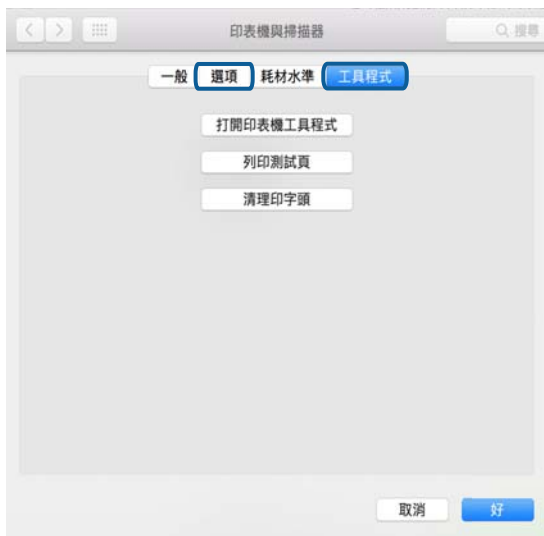 印表機與掃描器
搜尋
一般 選項 耗材水準 工具程式
打開印表機工具程式
列印測試頁
清理印字頭
取消 好